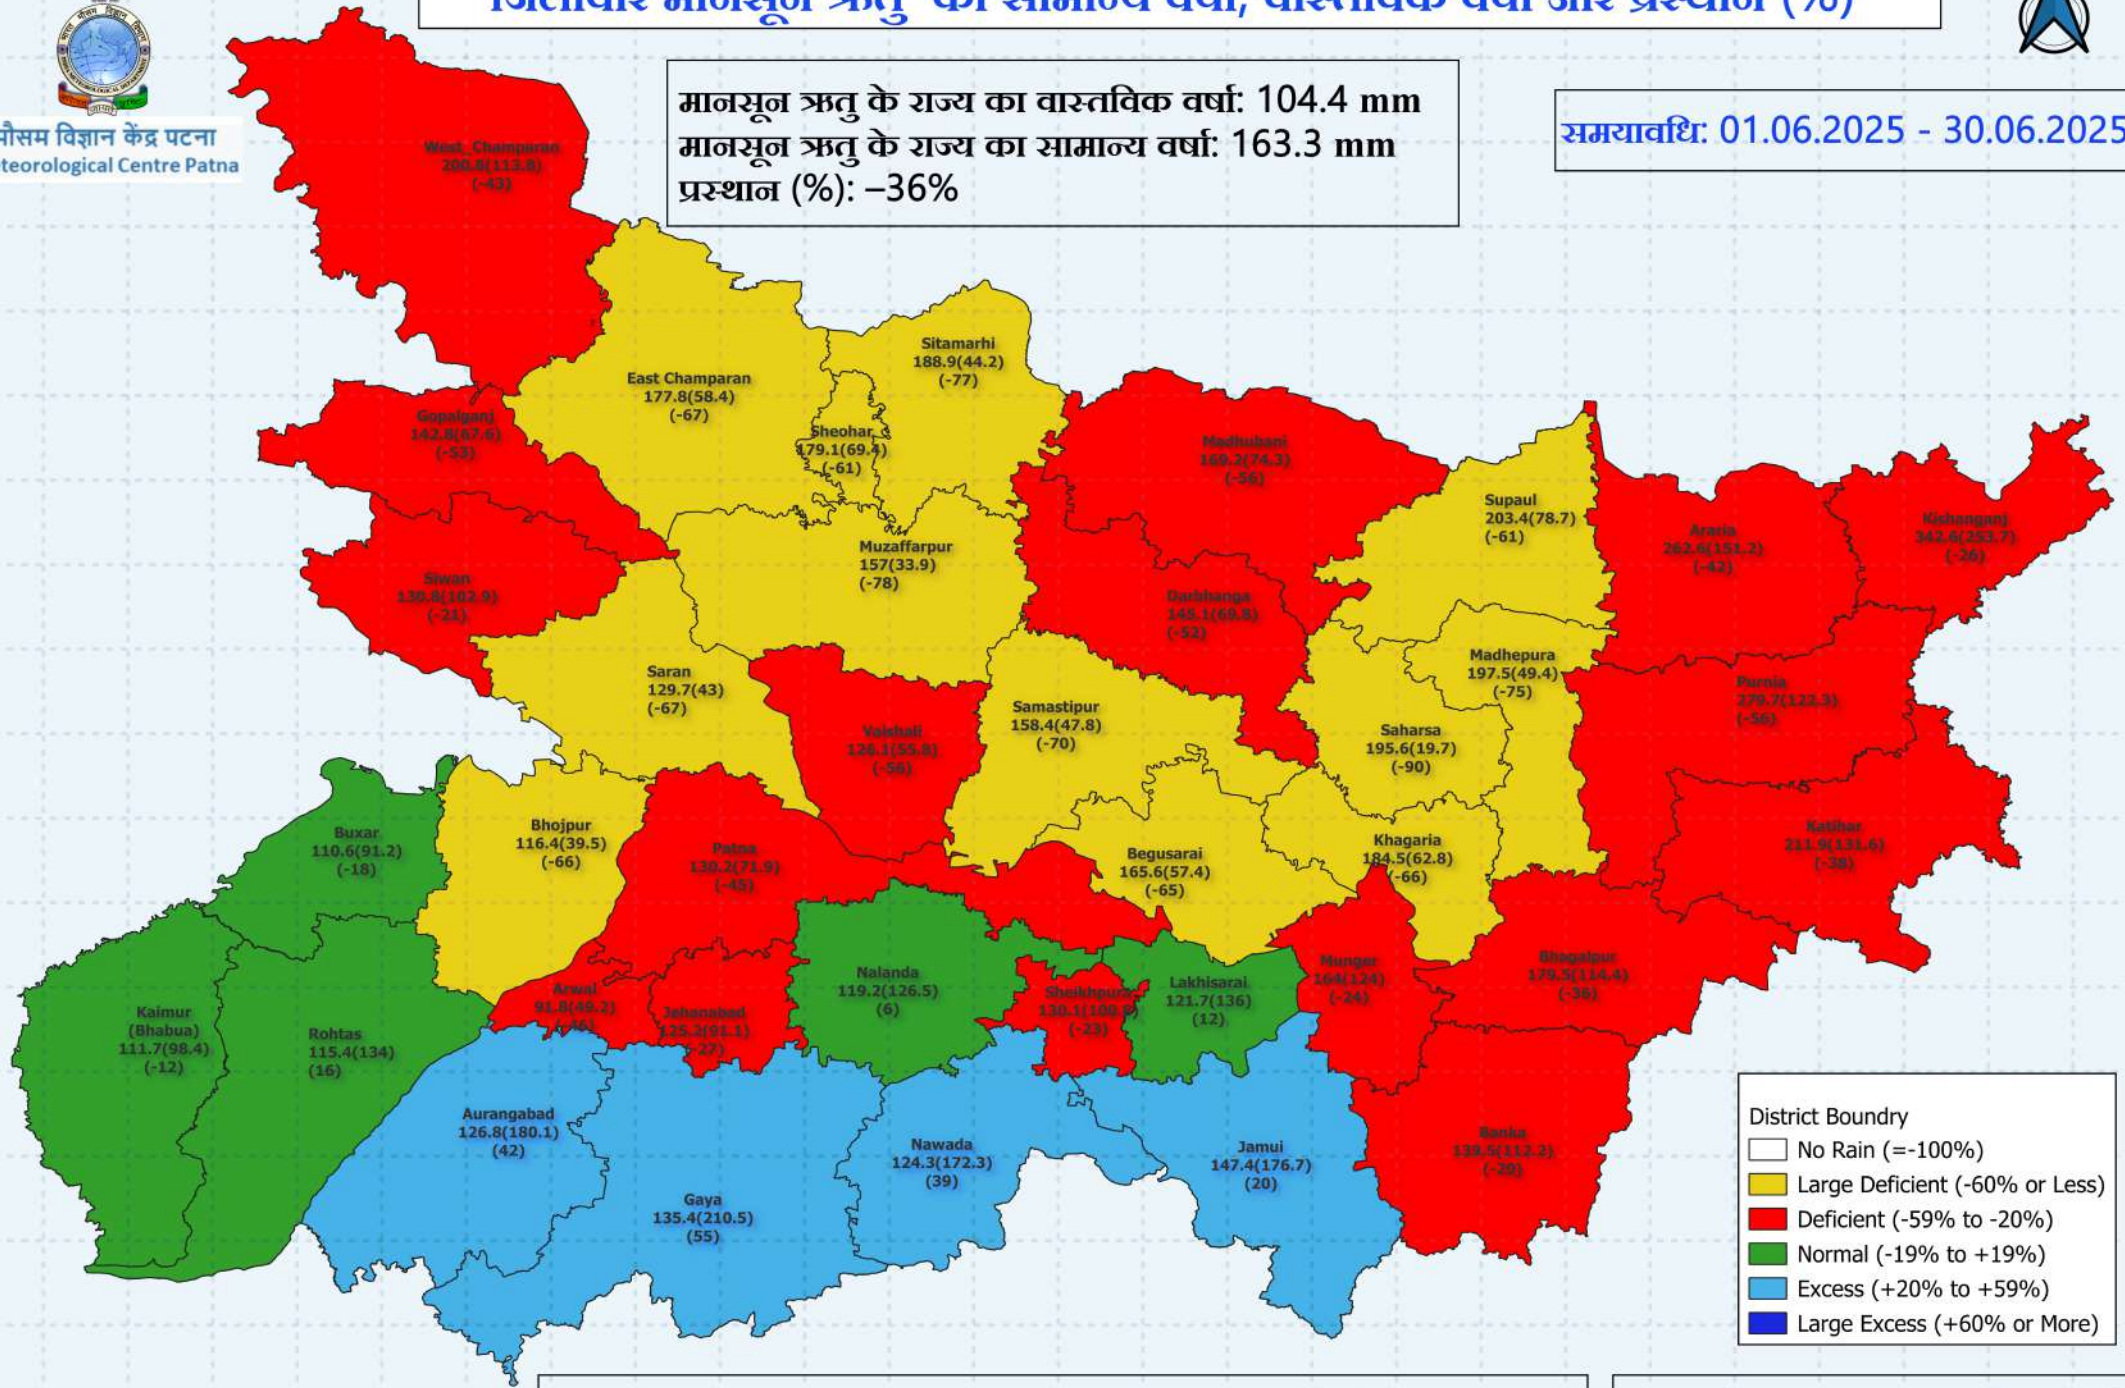 जिलावार मानसून ऋतु की सामान्य वर्षा, वास्तविक वर्षा और प्रस्थान (%)
मानसून ऋतु के राज्य का वास्तविक वर्षा: 104.4 mm
मानसून ऋतु के राज्य का सामान्य वर्षा: 163.3 mm
प्रस्थान (%): –36%
समयावधि: 01.06.2025 - 30.06.2025
मौसम विज्ञान केंद्र पटना
teorological Centre Patna
West_Champaran
200.8(113.8)
(-43)
Sitamarhi
188.9(44.2)
(-77)
East Champaran
177.8(58.4)
(-67)
Gopalganj
142.8(67.6)
(-53)
Sheohar
179.1(69.4)
(-61)
Madhubani
169.2(74.3)
(-56)
Supaul
203.4(78.7)
(-61)
Araria
262.6(151.2)
(-42)
Kishanganj
342.6(253.7)
(-26)
Muzaffarpur
157(33.9)
(-78)
Siwan
130.8(102.9)
(-21)
Darbhanga
145.1(69.8)
(-52)
Saran
129.7(43)
(-67)
Madhepura
197.5(49.4)
(-75)
Purnia
279.7(122.3)
(-56)
Vaishali
126.1(55.9)
(-56)
Samastipur
158.4(47.8)
(-70)
Saharsa
195.6(19.7)
(-90)
Buxar
110.6(91.2)
(-18)
Bhojpur
116.4(39.5)
(-66)
Patna
130.2(71.9)
(-45)
Begusarai
165.6(57.4)
(-65)
Khagaria
184.5(62.8)
(-66)
Katihar
211.9(131.6)
(-38)
Kaimur
(Bhabua)
111.7(98.4)
(-12)
Rohtas
115.4(134)
(16)
Arwal
91.8(49.2)
(-46)
Jehanabad
125.2(91.1)
(-27)
Nalanda
119.2(126.5)
(6)
Sheikhpura
(-23)
Lakhisarai
121.7(136)
(12)
Munger
164(124)
(-24)
Bhagalpur
179.5(114.4)
(-36)
Aurangabad
126.8(180.1)
(42)
Gaya
135.4(210.5)
(55)
Nawada
124.3(172.3)
(39)
Jamui
147.4(176.7)
(20)
Banka
139.5(112.2)
(-20)
District Boundry
No Rain (=-100%)
Large Deficient (-60% or Less)
Deficient (-59% to -20%)
Normal (-19% to +19%)
Excess (+20% to +59%)
Large Excess (+60% or More)